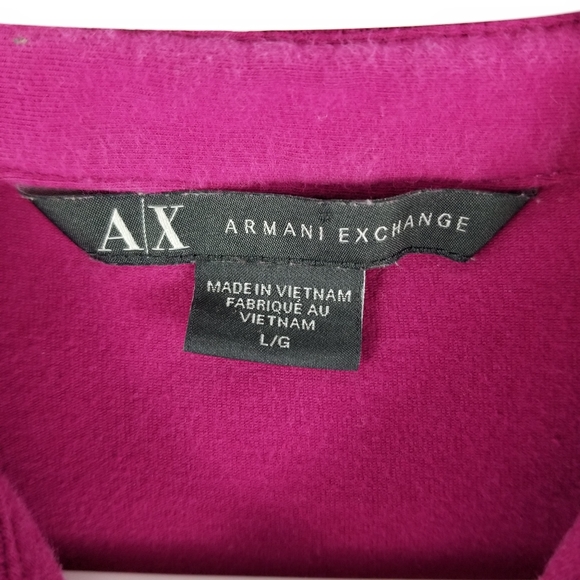 A|X ARMANI EXCHANGE
MADE IN VIETNAM
FABRIQUÉ AU
VIETNAM
L/G